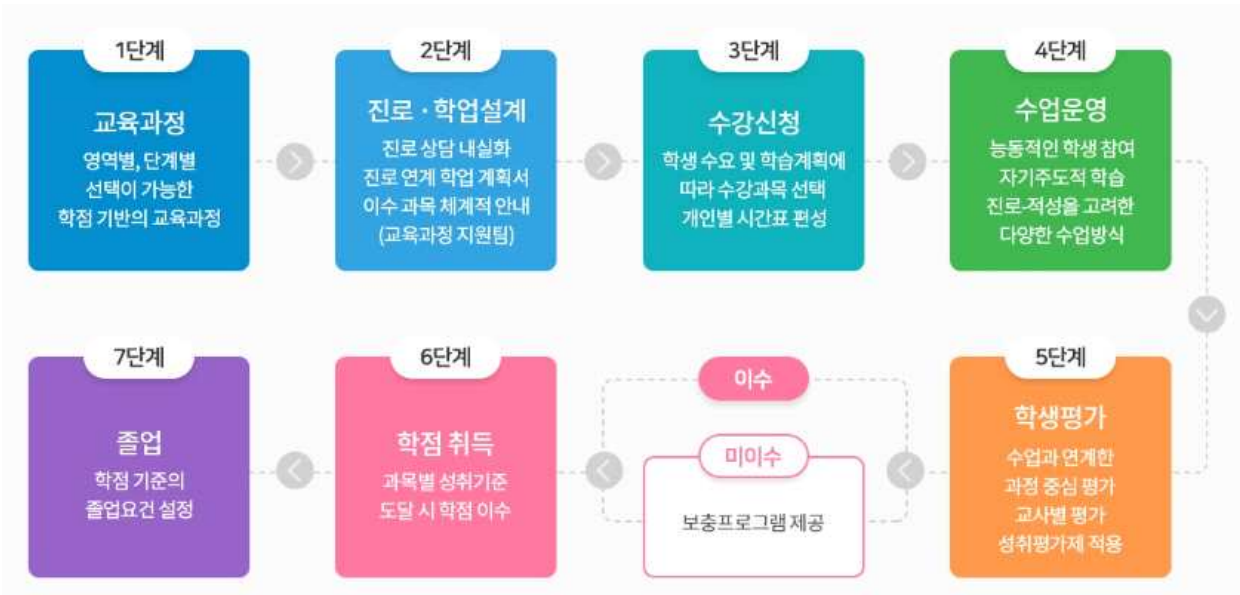 1단계
교육과정
영역별, 단계별
선택이 가능한
학점 기반의 교육과정
2단계
진로·학업설계
진로 상담 내실화
진로 연계 학업 계획서
이수 과목 체계적 안내
(교육과정 지원팀)
3단계
수강신청
학생 수요 및 학습계획에
따라 수강과목 선택
개인별 시간표 편성
4단계
수업운영
능동적인 학생 참여
자기주도적 학습
진로-적성을 고려한
다양한 수업방식
5단계
학생평가
수업과 연계한
과정 중심 평가
교사별 평가
성취평가제 적용
이수
미이수
보충프로그램 제공
6단계
학점 취득
과목별 성취기준
도달 시 학점 이수
7단계
졸업
학점 기준의
졸업요건 설정